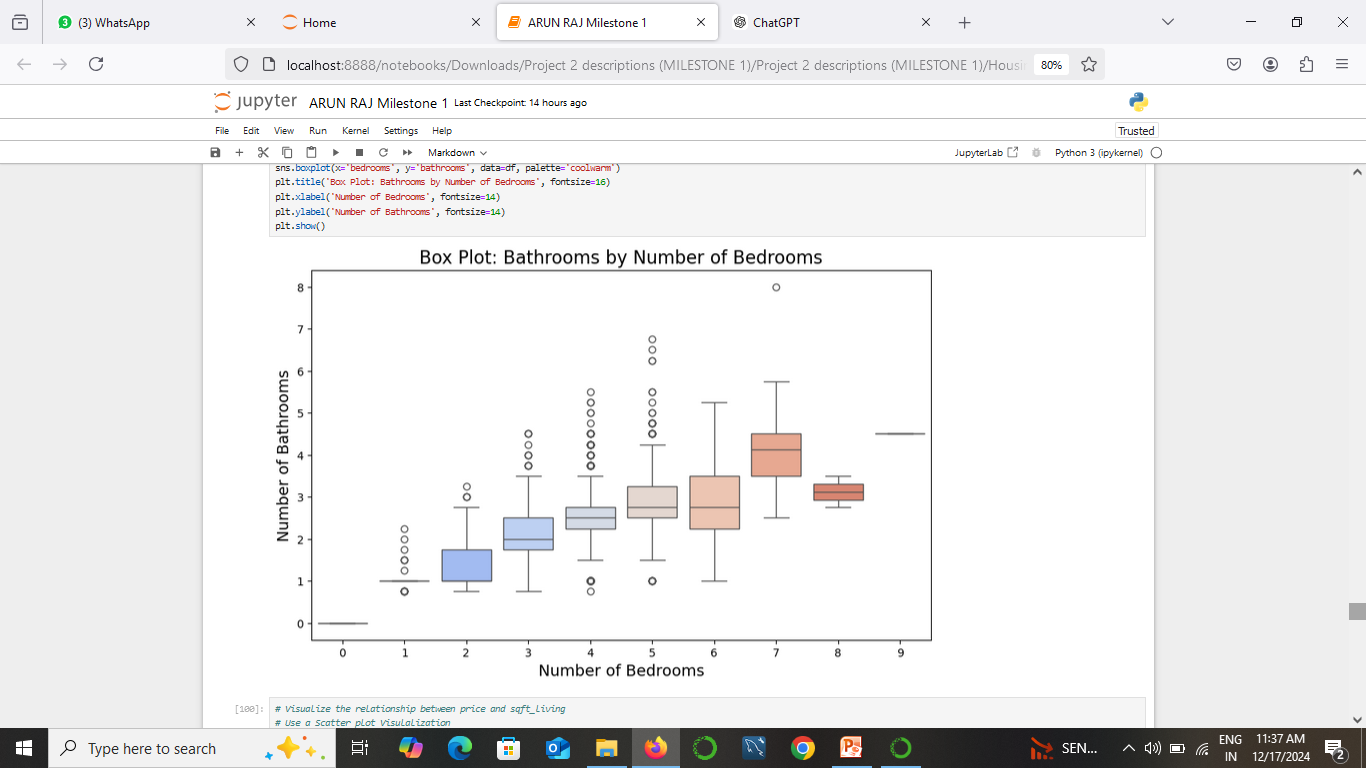 (3) WhatsApp
Home
ARUN RAJ Milestone 1
ChatGPT
localhost:8888/notebooks/Downloads/Project 2 descriptions (MILESTONE 1)/Project 2 descriptions (MILESTONE 1)/Housi
80%
jupyter ARUN RAJ Milestone 1 Last Checkpoint: 14 hours ago
File Edit View Run Kernel Settings Help
Trusted
Markdown
JupyterLab
Python 3 (ipykernel)
sns.boxplot(x='bedrooms', y='bathrooms', data=df, palette='coolwarm')
plt.title('Box Plot: Bathrooms by Number of Bedrooms', fontsize=16)
plt.xlabel('Number of Bedrooms', fontsize=14)
plt.ylabel('Number of Bathrooms', fontsize=14)
plt.show()
Box Plot: Bathrooms by Number of Bedrooms
Number of Bathrooms
8
7
6
5
4
3
2
1
0
0 1 2 3 4 5 6 7 8 9
Number of Bedrooms
[100]:
# Visualize the relationship between price and sqft_living
# Use a Scatter plot Visulalization
Type here to search
SEN...
ENG
IN
11:37 AM
12/17/2024
2